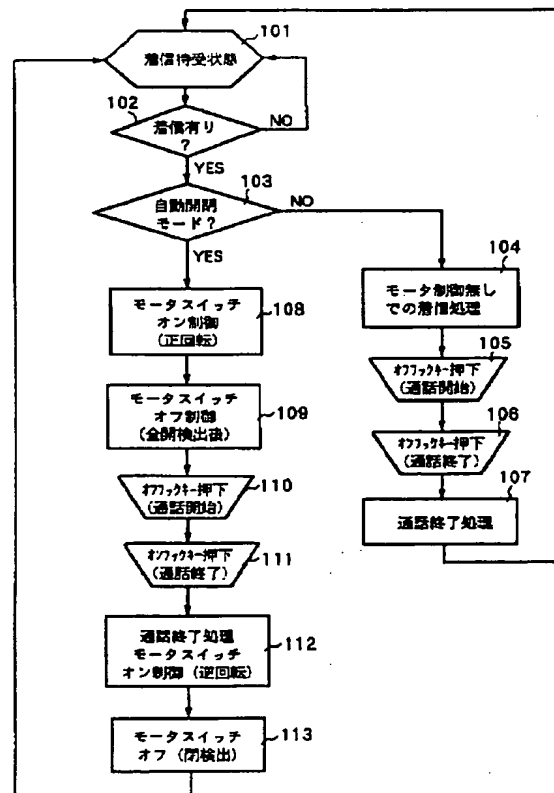 101
着信待受状態
102
着信有り
?
NO
YES
103
自動開閉
モード?
NO
YES
104
モータ制御無し
での着信処理
108
モータスイッチ
オン制御
(正回転)
105
オフフックキー押下
(通話開始)
109
モータスイッチ
オフ制御
(全開検出後)
106
オンフックキー押下
(通話終了)
110
オフフックキー押下
(通話開始)
107
通話終了処理
111
オンフックキー押下
(通話終了)
112
通話終了処理
モータスイッチ
オン制御(逆回転)
113
モータスイッチ
オフ(閉検出)